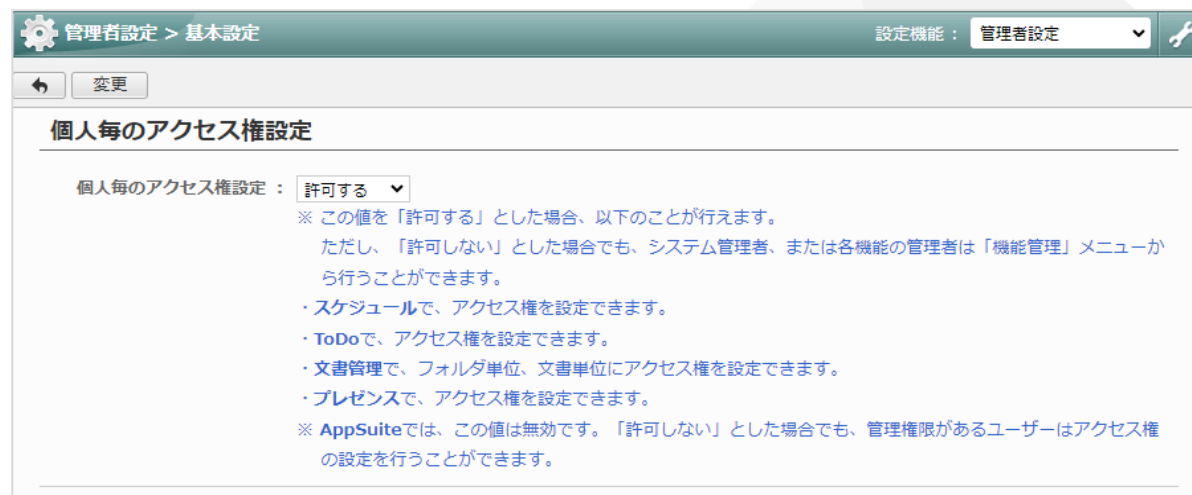 管理者設定 > 基本設定
設定機能 : 管理者設定
変更
個人毎のアクセス権設定
個人毎のアクセス権設定 : 許可する
※ この値を「許可する」とした場合、以下のことが行えます。
ただし、「許可しない」とした場合でも、システム管理者、または各機能の管理者は「機能管理」メニューか
ら行うことができます。
・スケジュールで、アクセス権を設定できます。
・ToDoで、アクセス権を設定できます。
・文書管理で、フォルダ単位、文書単位にアクセス権を設定できます。
・プレゼンスで、アクセス権を設定できます。
※ AppSuiteでは、この値は無効です。「許可しない」とした場合でも、管理権限があるユーザーはアクセス権
の設定を行うことができます。